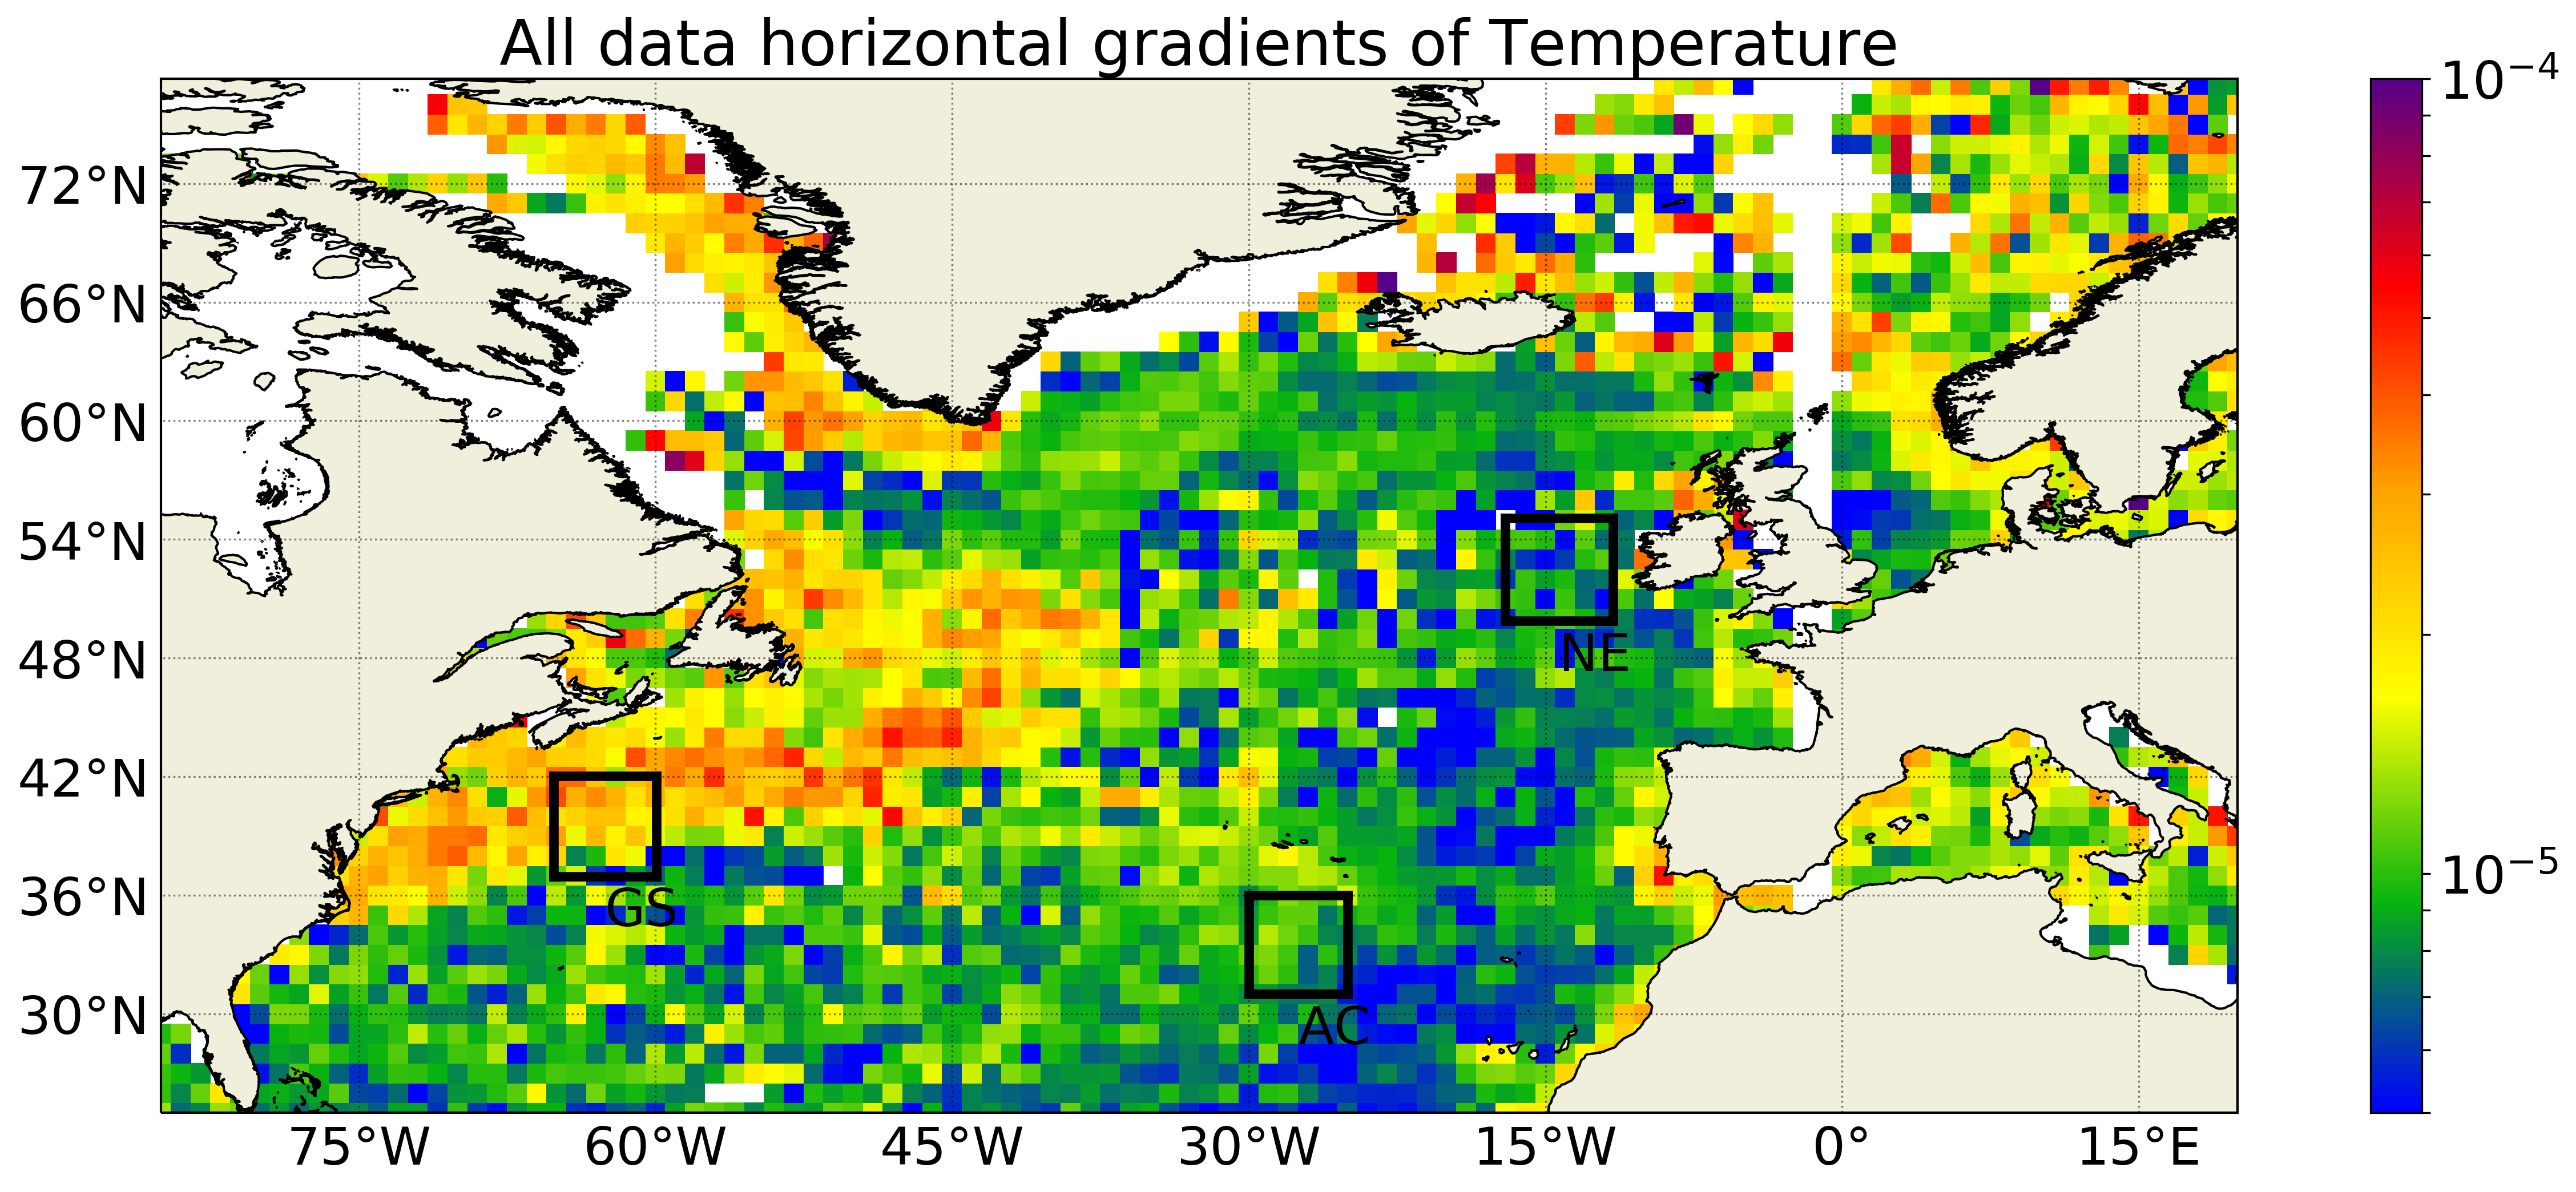 All data horizontal gradients of Temperature
72°N
66°N
60°N
54°N
48°N
42°N
36°N
30°N
75°W
60°W
45°W
30°W
15°W
0°
15°E
NE
GS
AC
10⁻⁴
10⁻⁵